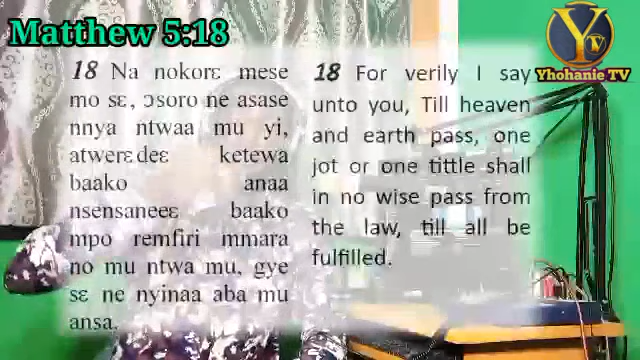 Matthew 5:18
18 Na nokorɛ mese
mo sɛ, ɔsoro ne asase
nnya ntwaa mu yi,
atwerɛdeɛ ketewa
baako anaa
nsensaneeɛ baako
mpo remfiri mmara
no mu ntwa mu, gye
sɛ ne nyinaa aba mu
ansa.
18 For verily I say
unto you, Till heaven
and earth pass, one
jot or one tittle shall
in no wise pass from
the law, till all be
fulfilled.
Y TV
Yhohanie TV